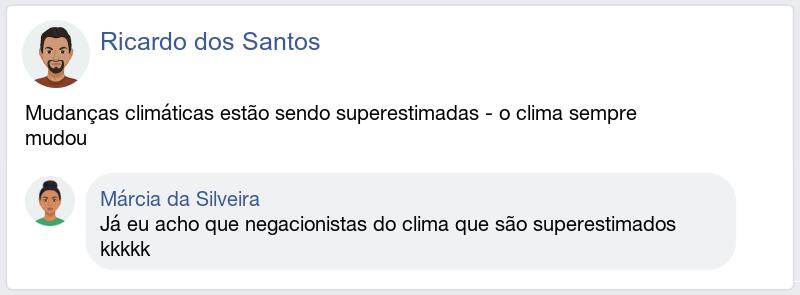 Ricardo dos Santos
Mudanças climáticas estão sendo superestimadas - o clima sempre
mudou
Márcia da Silveira
Já eu acho que negacionistas do clima que são superestimados
kkkkk